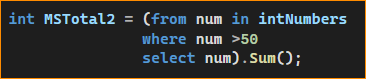 int MSTotal2 = (from num in intNumbers
where num >50
select num).Sum();